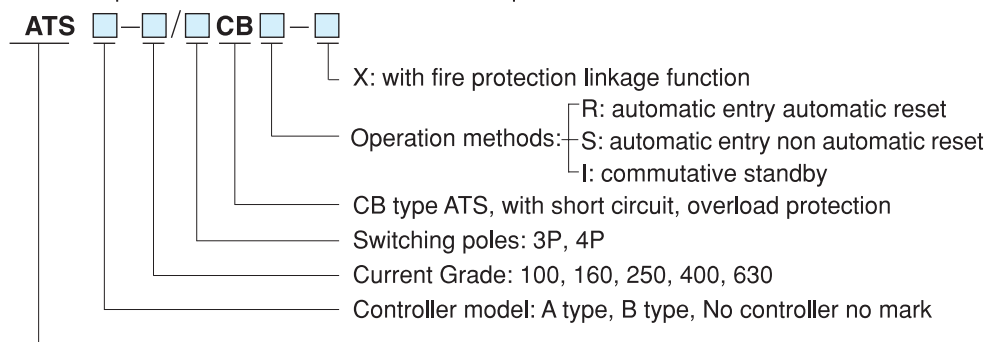 ATS □-□/□ CB □-□
X: with fire protection linkage function
R: automatic entry automatic reset
Operation methods: S: automatic entry non automatic reset
I: commutative standby
CB type ATS, with short circuit, overload protection
Switching poles: 3P, 4P
Current Grade: 100, 160, 250, 400, 630
Controller model: A type, B type, No controller no mark